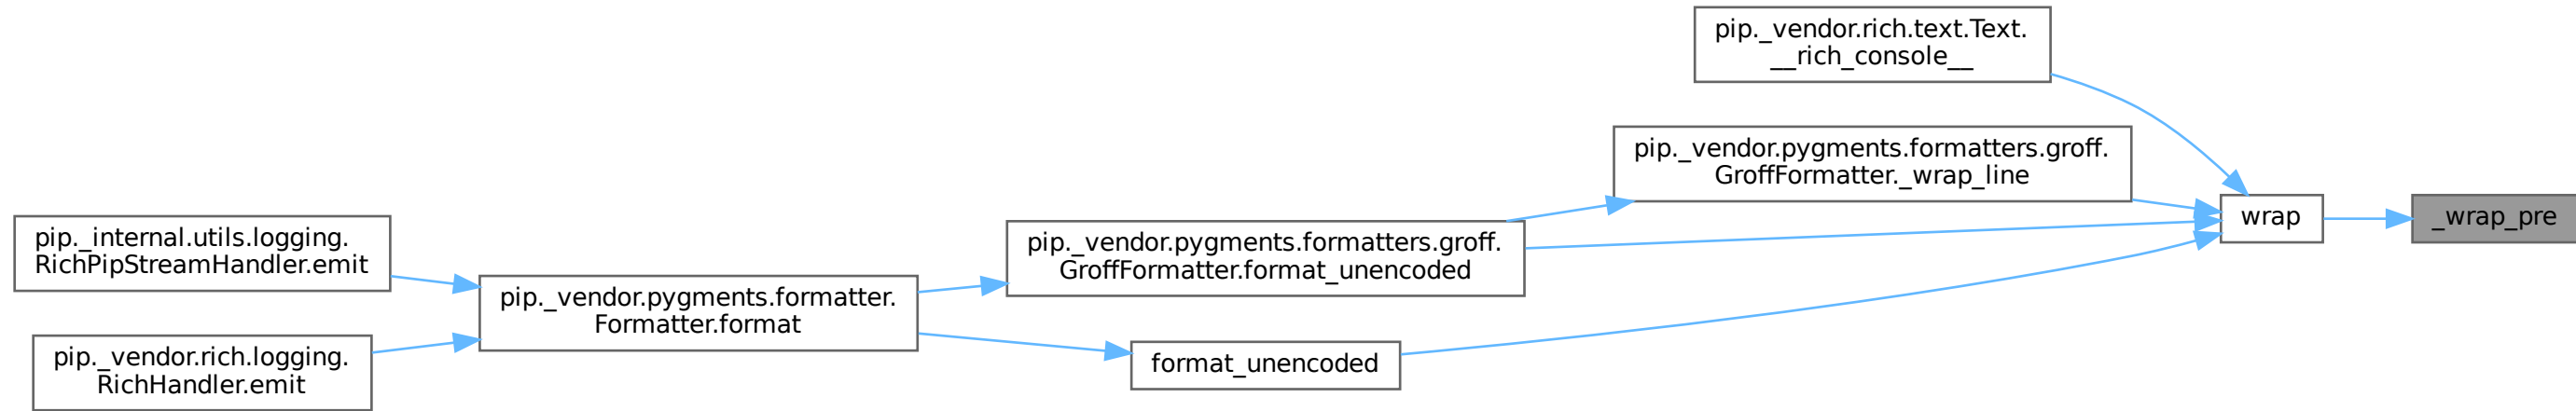 pip._vendor.rich.text.Text.
__rich_console__
pip._vendor.pygments.formatters.groff.
GroffFormatter._wrap_line
wrap
_wrap_pre
pip._internal.utils.logging.
RichPipStreamHandler.emit
pip._vendor.pygments.formatters.groff.
GroffFormatter.format_unencoded
pip._vendor.pygments.formatter.
Formatter.format
pip._vendor.rich.logging.
RichHandler.emit
format_unencoded